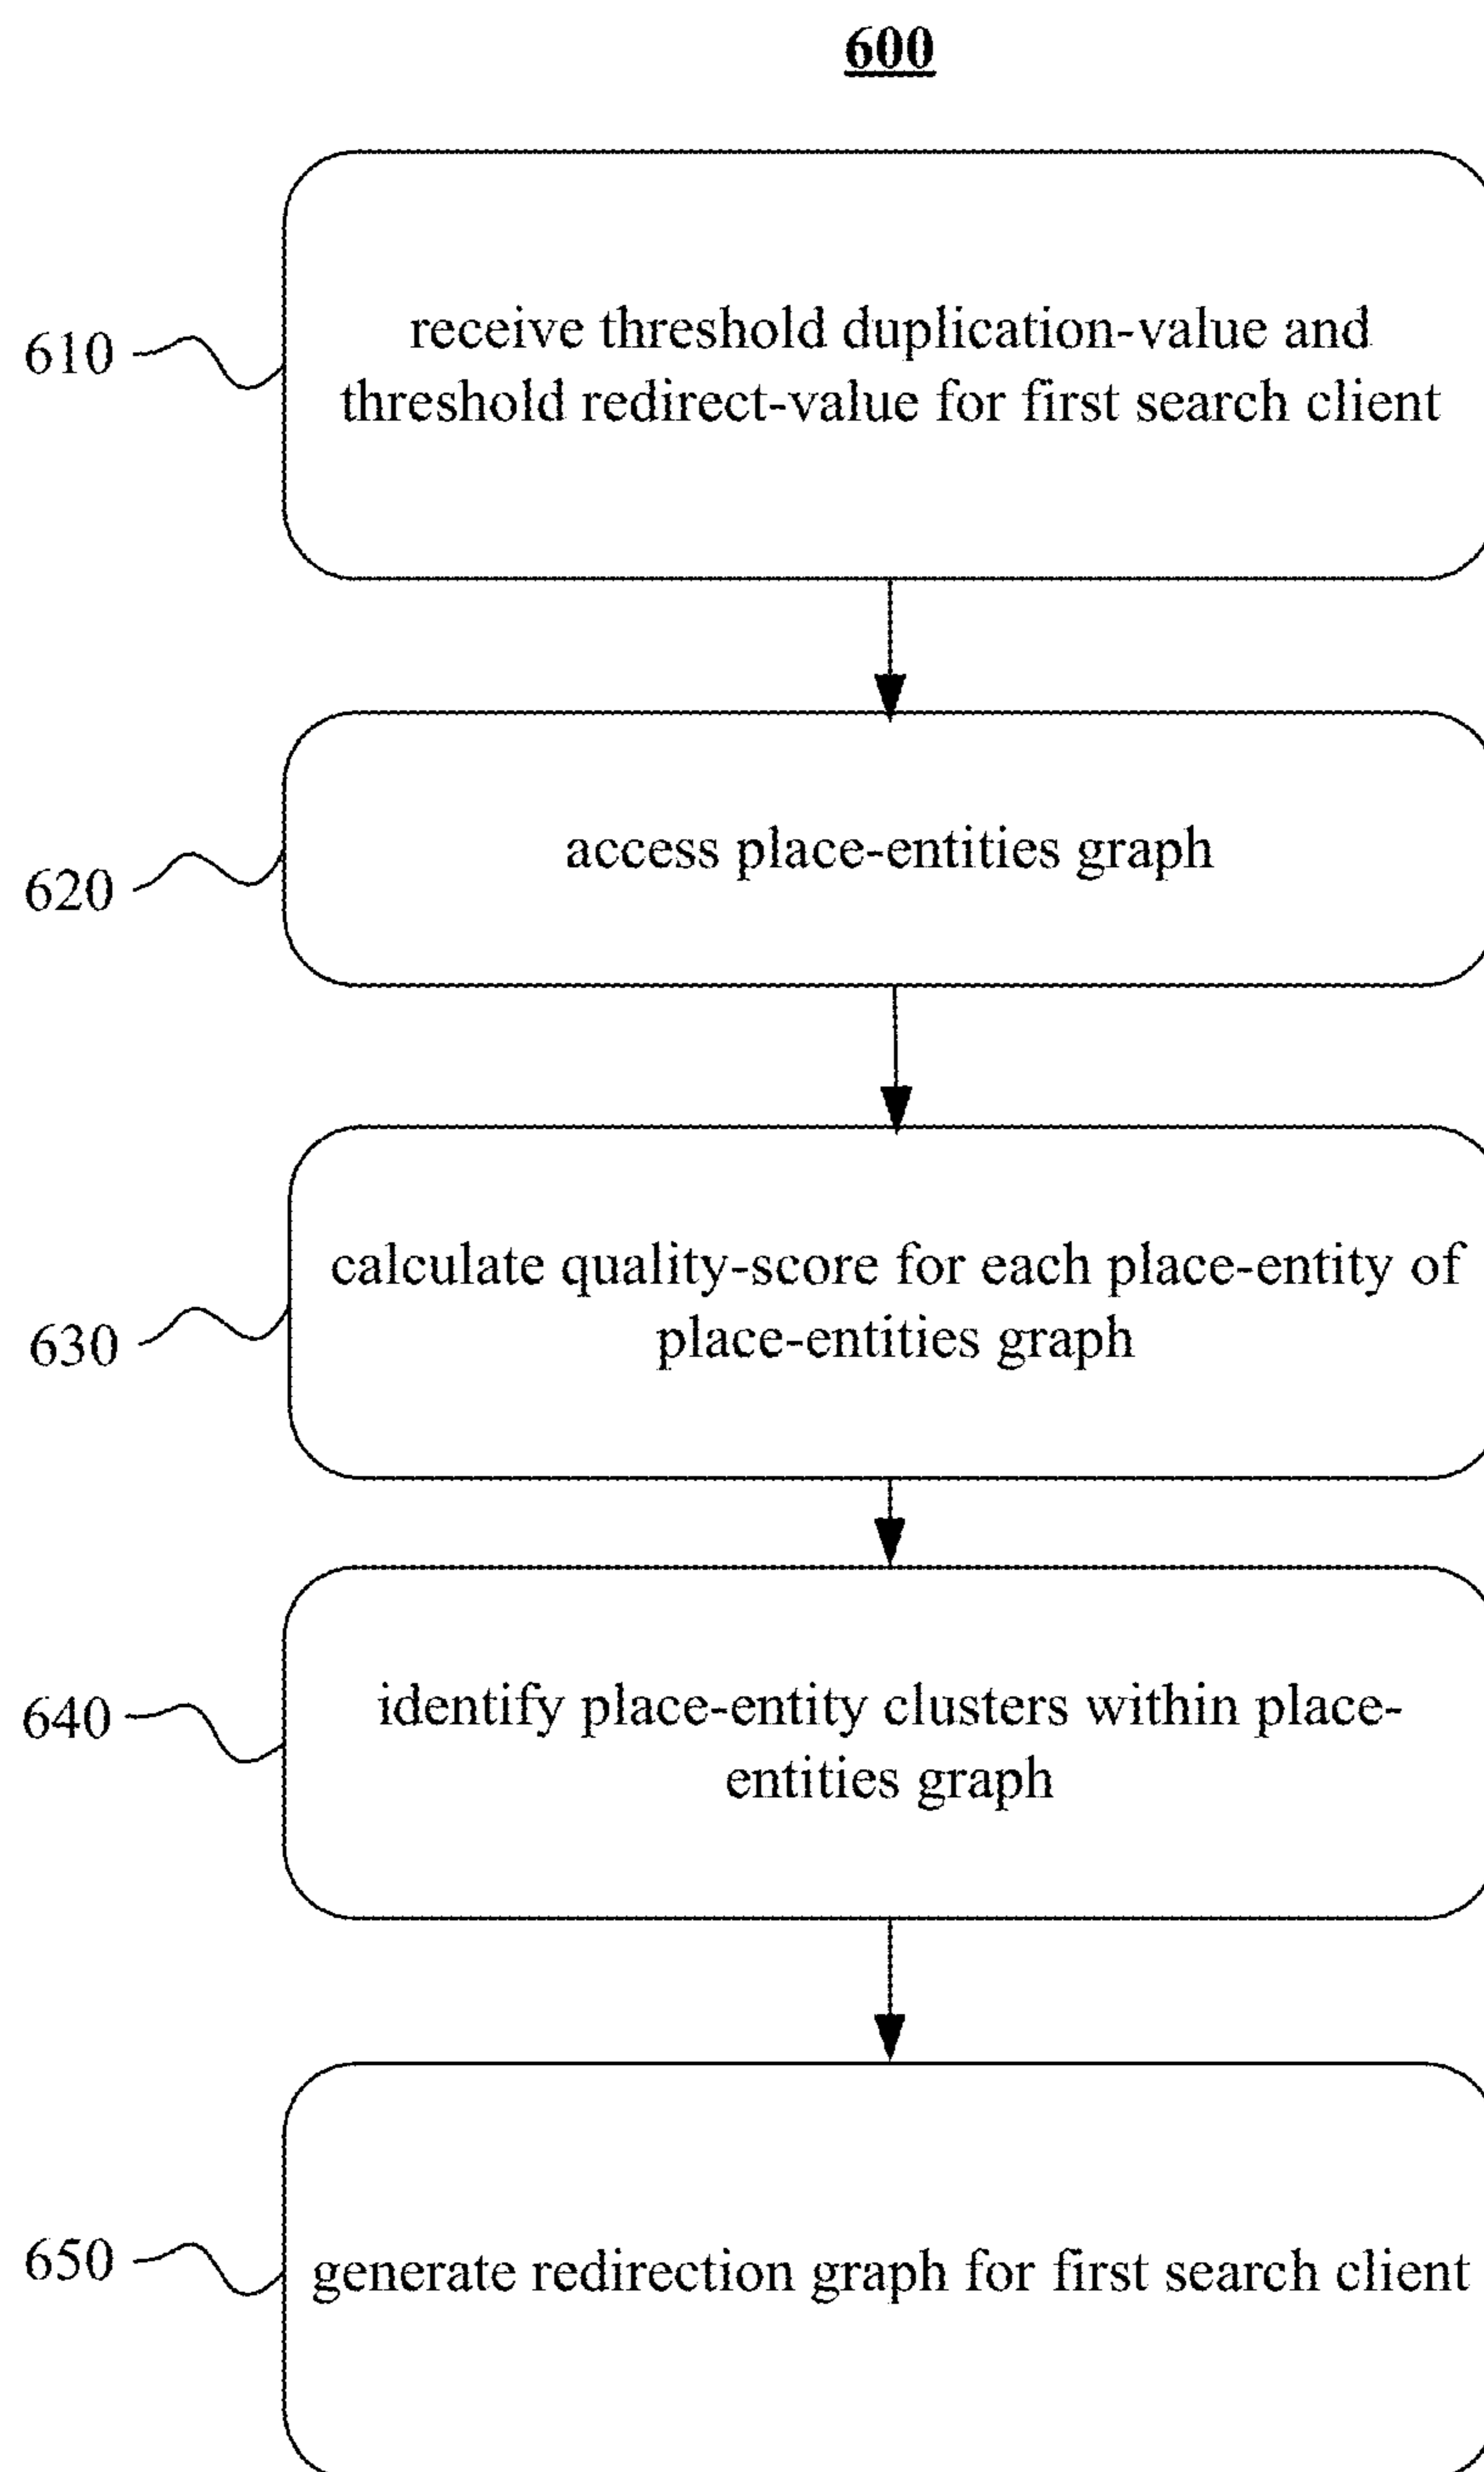 600
610
receive threshold duplication-value and
threshold redirect-value for first search client
620
access place-entities graph
630
calculate quality-score for each place-entity of
place-entities graph
640
identify place-entity clusters within place-
entities graph
650
generate redirection graph for first search client